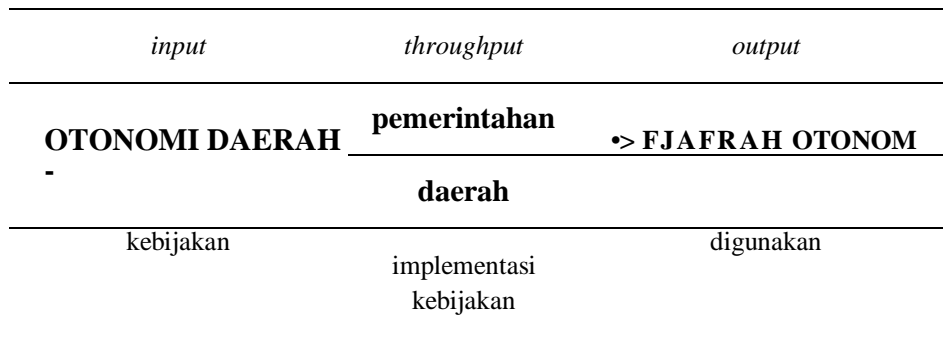 input throughput output
pemerintahan
OTONOMI DAERAH •> FJAFRAH OTONOM
-
daerah
kebijakan digunakan
implementasi
kebijakan